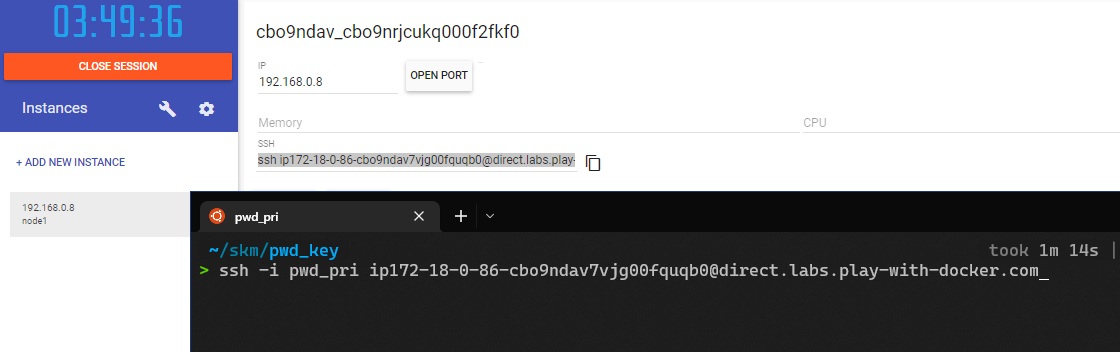 03:49:36
CLOSE SESSION
Instances
+ ADD NEW INSTANCE
192.168.0.8
node1
cbo9ndav_cbo9nrjcukq000f2fkf0
IP
192.168.0.8
OPEN PORT
Memory
CPU
SSH
ssh ip172-18-0-86-cbo9ndav7vjg00fquqb0@direct.labs.play-
pwd_pri
~/skm/pwd_key
took 1m 14s |
> ssh -i pwd_pri ip172-18-0-86-cbo9ndav7vjg00fquqb0@direct.labs.play-with-docker.com_